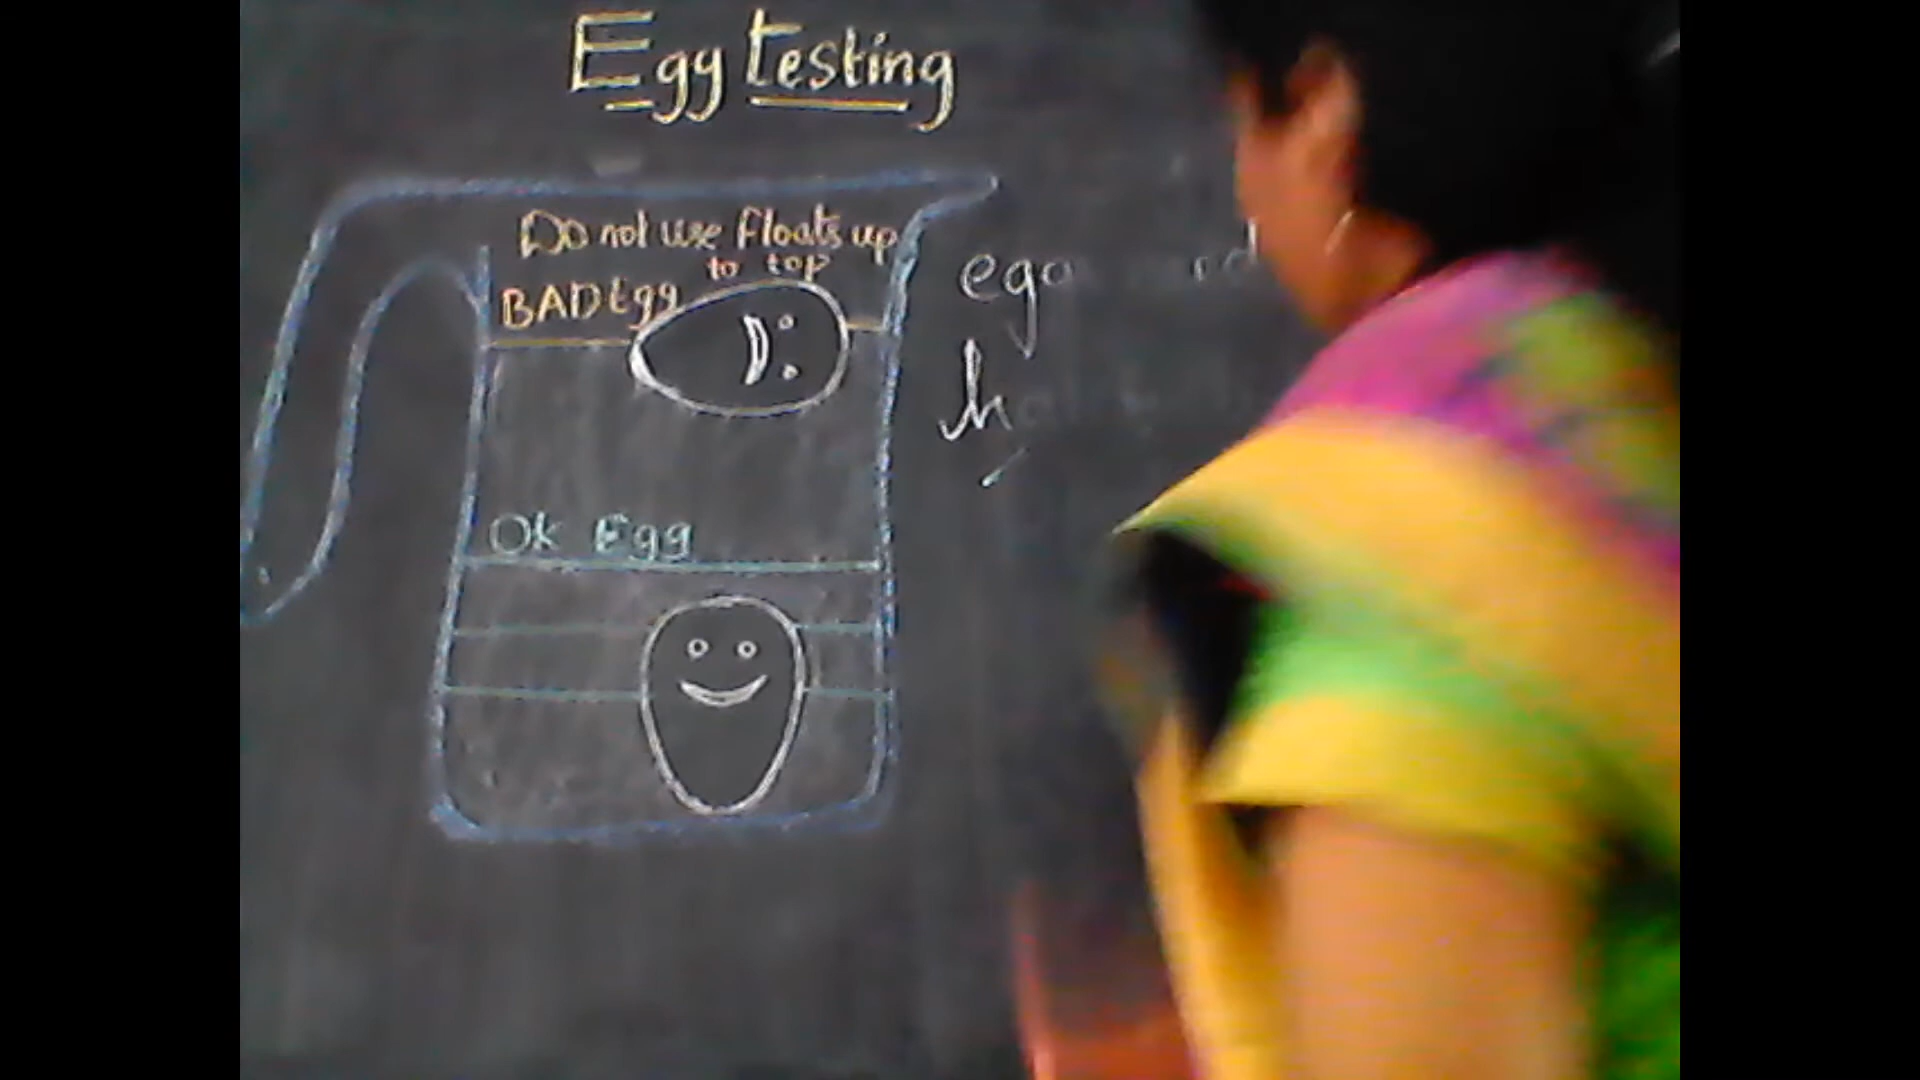 Egg testing
Do not use floats up
to top
BAD Egg
Ok Egg